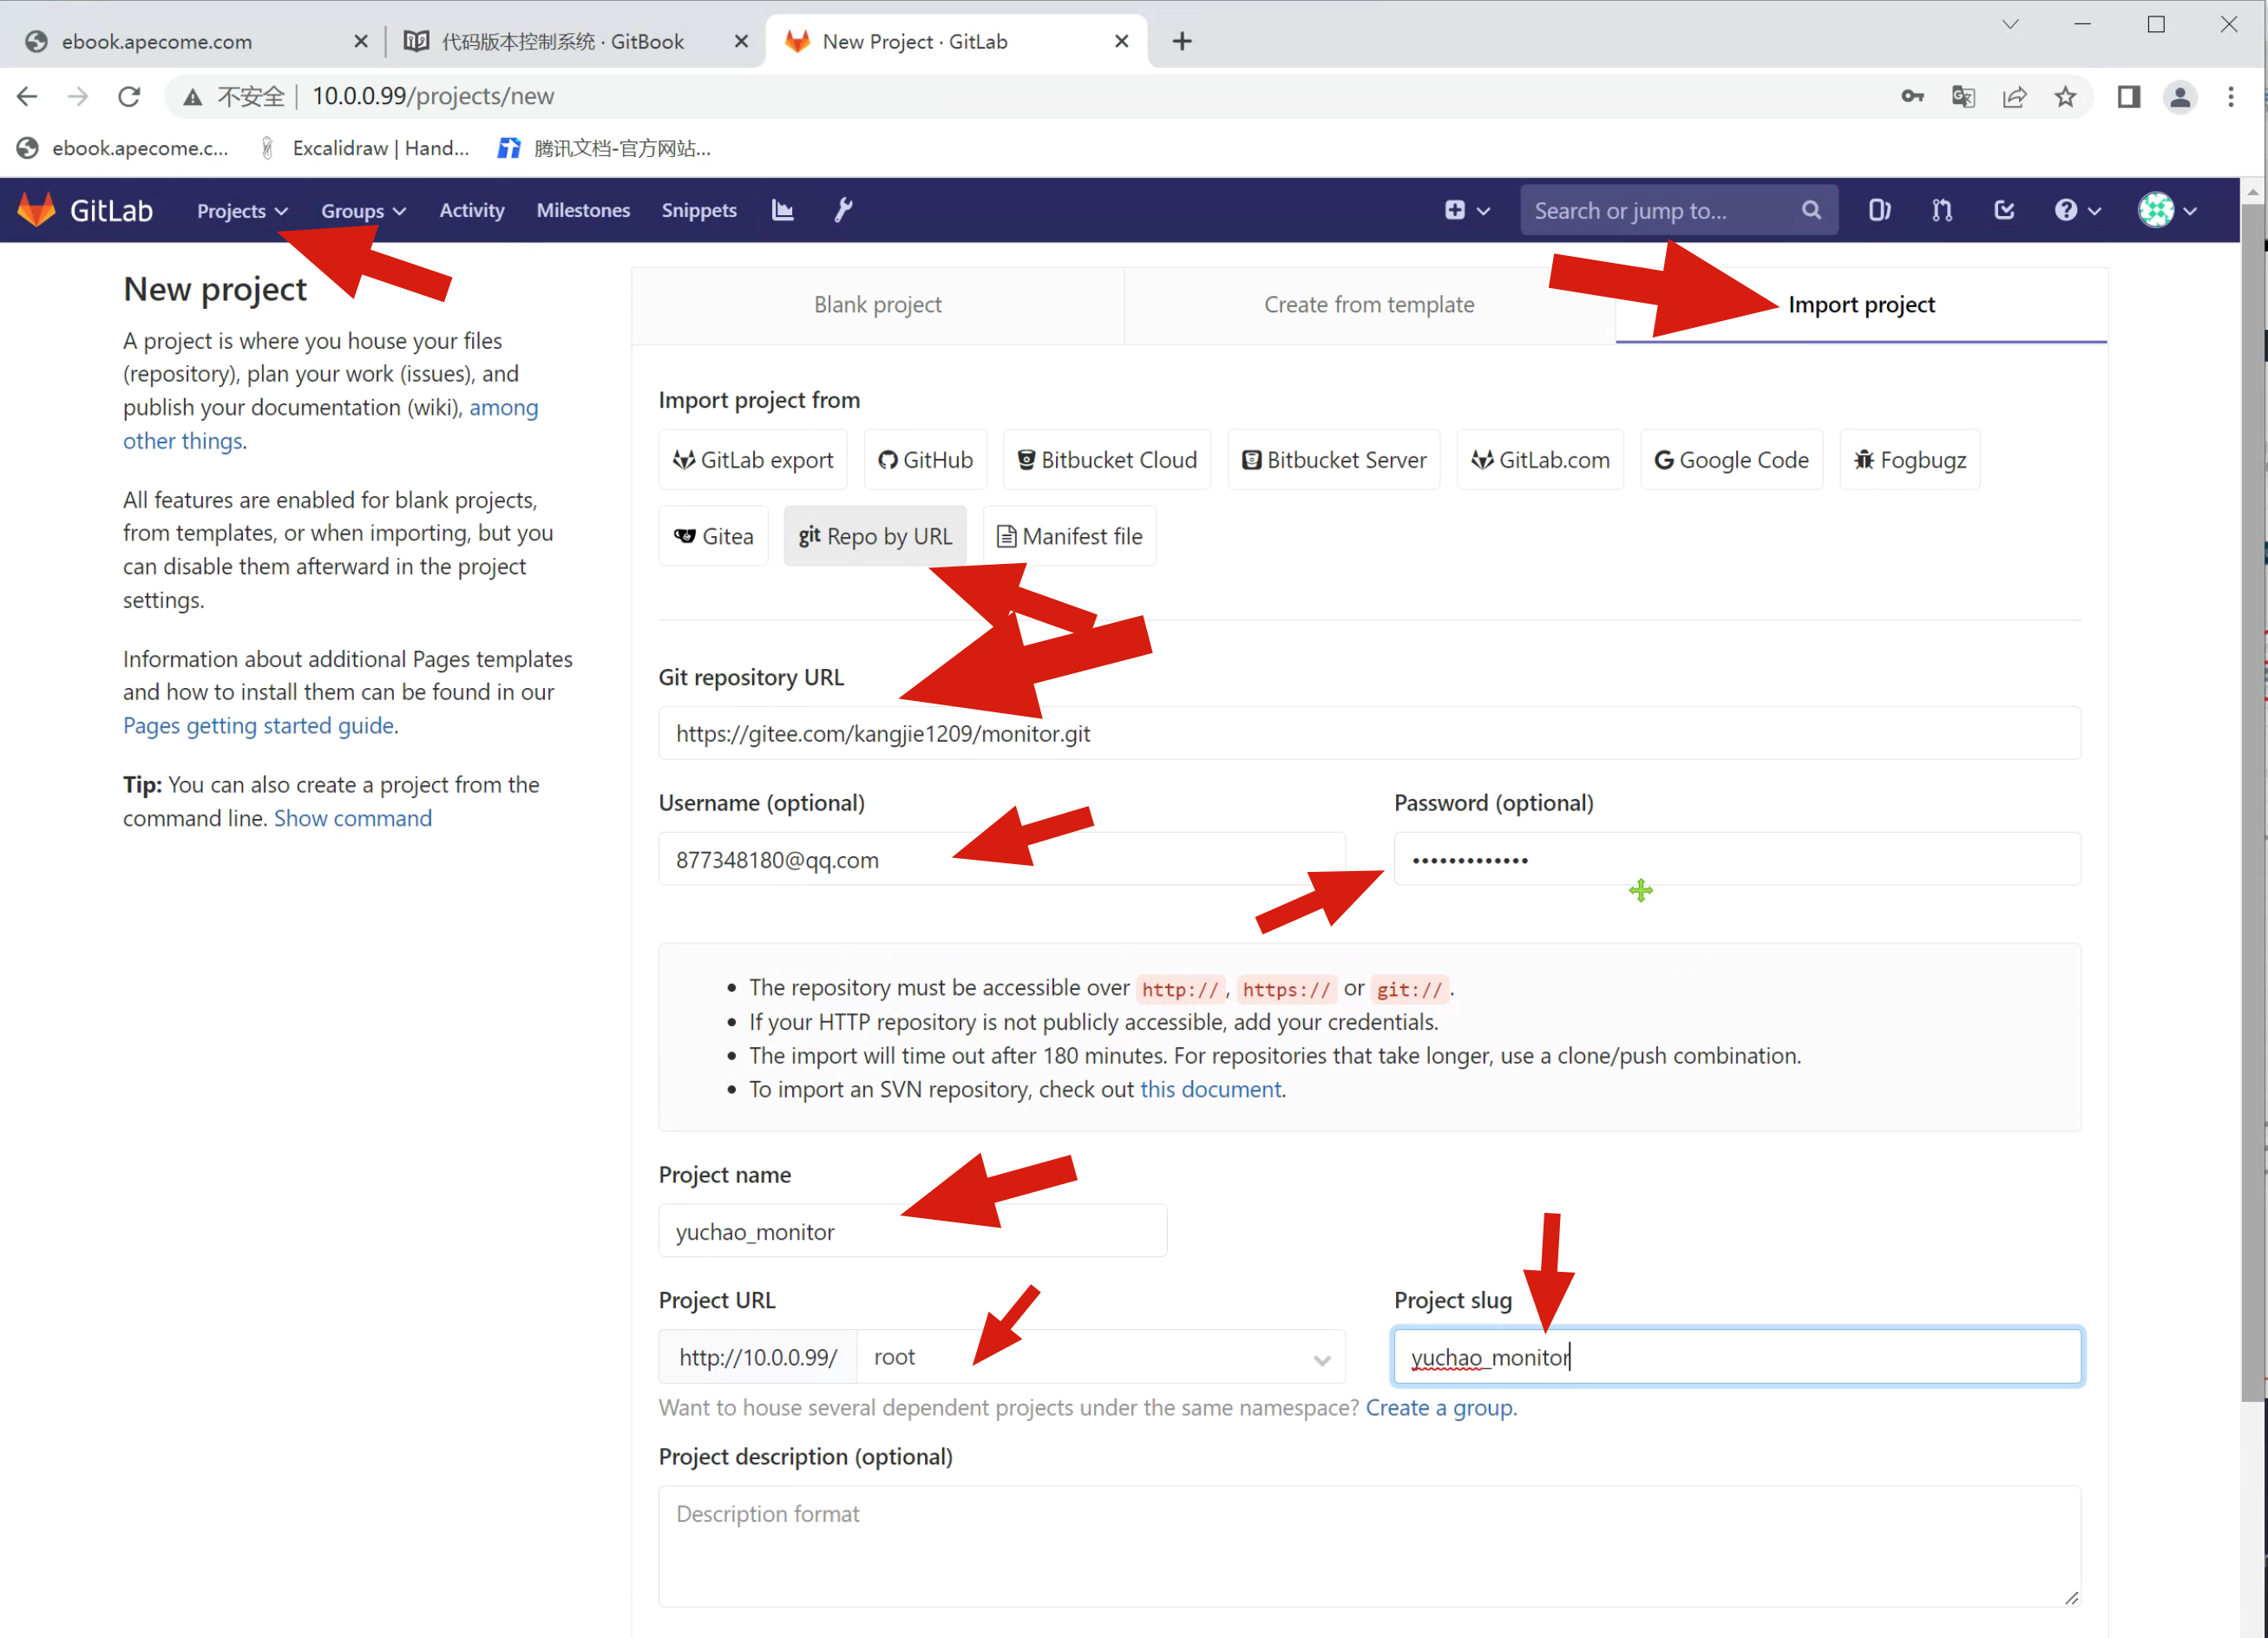 ebook.apecome.com
代码版本控制系统 · GitBook
New Project · GitLab
不安全 | 10.0.0.99/projects/new
ebook.apecome.c...
Excalidraw | Hand...
腾讯文档-官方网站...
GitLab
Projects
Groups
Activity
Milestones
Snippets
Search or jump to...
New project
A project is where you house your files
(repository), plan your work (issues), and
publish your documentation (wiki), among
other things.
All features are enabled for blank projects,
from templates, or when importing, but you
can disable them afterward in the project
settings.
Information about additional Pages templates
and how to install them can be found in our
Pages getting started guide.
Tip: You can also create a project from the
command line. Show command
Blank project
Create from template
Import project
Import project from
GitLab export
GitHub
Bitbucket Cloud
Bitbucket Server
GitLab.com
Google Code
Fogbugz
Gitea
git Repo by URL
Manifest file
Git repository URL
https://gitee.com/kangjie1209/monitor.git
Username (optional)
Password (optional)
877348180@qq.com
•••••••••••••
• The repository must be accessible over http://, https:// or git://.
• If your HTTP repository is not publicly accessible, add your credentials.
• The import will time out after 180 minutes. For repositories that take longer, use a clone/push combination.
• To import an SVN repository, check out this document.
Project name
yuchao_monitor
Project URL
Project slug
http://10.0.0.99/
root
yuchao_monitor
Want to house several dependent projects under the same namespace? Create a group.
Project description (optional)
Description format